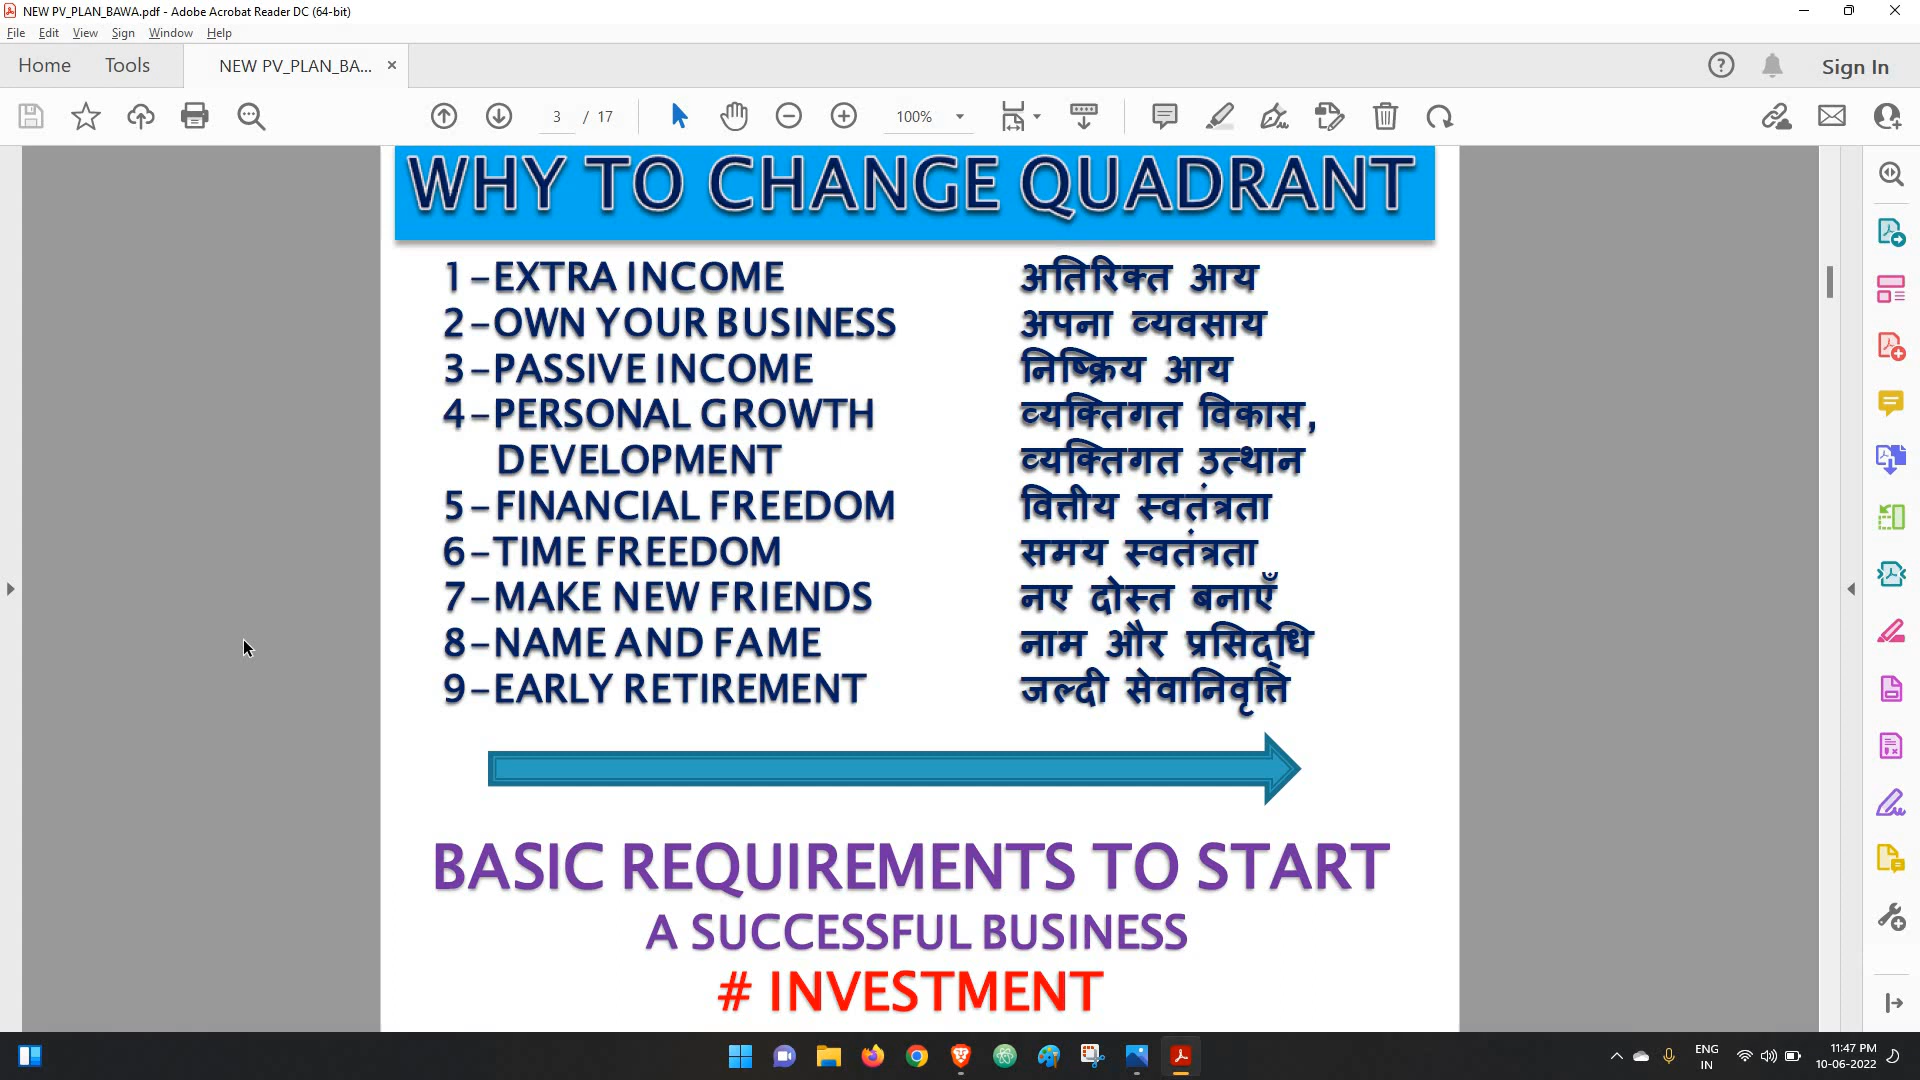 NEW PV_PLAN_BAWA.pdf - Adobe Acrobat Reader DC (64-bit)
File Edit View Sign Window Help
Home Tools NEW PV_PLAN_BA... Sign In
3 / 17 100%
WHY TO CHANGE QUADRANT
1-EXTRA INCOME अतिरिक्त आय
2-OWN YOUR BUSINESS अपना व्यवसाय
3-PASSIVE INCOME निष्क्रिय आय
4-PERSONAL GROWTH व्यक्तिगत विकास,
DEVELOPMENT व्यक्तिगत उत्थान
5-FINANCIAL FREEDOM वित्तीय स्वतंत्रता
6-TIME FREEDOM समय स्वतंत्रता
7-MAKE NEW FRIENDS नए दोस्त बनाएँ
8-NAME AND FAME नाम और प्रसिद्धि
9-EARLY RETIREMENT जल्दी सेवानिवृत्ति
BASIC REQUIREMENTS TO START
A SUCCESSFUL BUSINESS
# INVESTMENT
ENG 11:47 PM
IN 10-06-2022